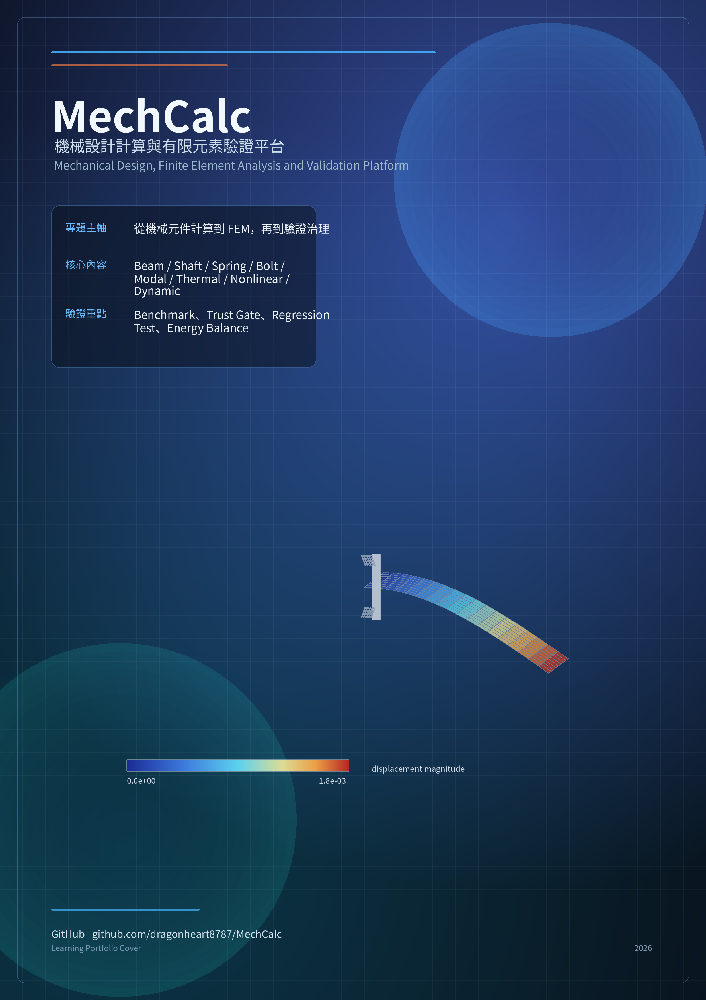 MechCalc
機械設計計算與有限元素驗證平台
Mechanical Design, Finite Element Analysis and Validation Platform
專題主軸
從機械元件計算到 FEM，再到驗證治理
核心內容
Beam / Shaft / Spring / Bolt /
Modal / Thermal / Nonlinear /
Dynamic
驗證重點
Benchmark、Trust Gate、Regression
Test、Energy Balance
displacement magnitude
0.0e+00
1.8e-03
GitHub github.com/dragonheart8787/MechCalc
Learning Portfolio Cover
2026